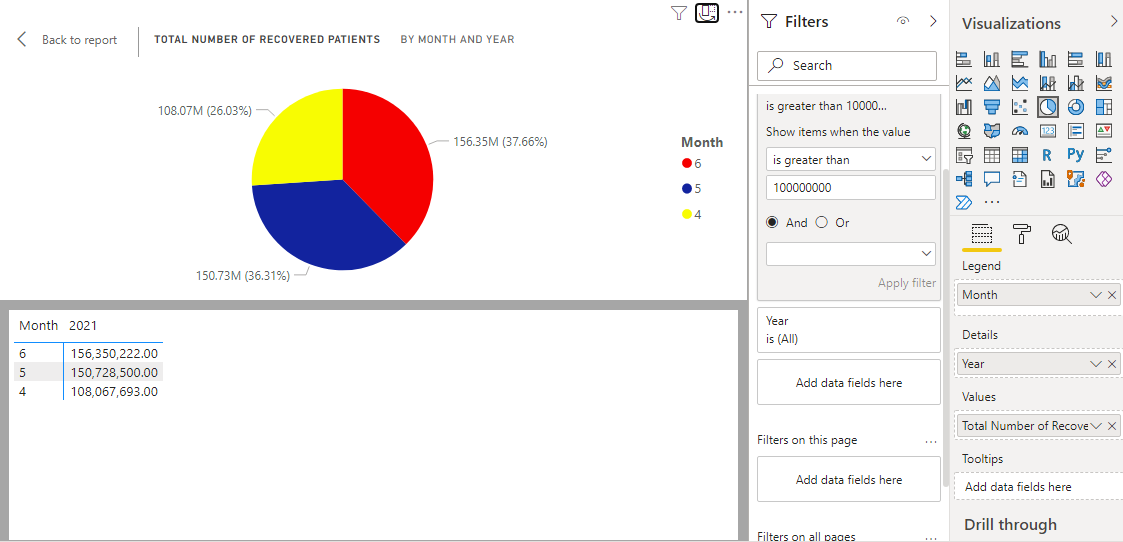 Back to report
TOTAL NUMBER OF RECOVERED PATIENTS
BY MONTH AND YEAR
108.07M (26.03%)
156.35M (37.66%)
150.73M (36.31%)
Month
6
5
4
Month 2021
6 156,350,222.00
5 150,728,500.00
4 108,067,693.00
Filters
Search
is greater than 10000...
Show items when the value
is greater than
100000000
And Or
Apply filter
Year
is (All)
Add data fields here
Filters on this page
Add data fields here
Filters on all pages
Visualizations
123
R Py
Legend
Month
Details
Year
Values
Total Number of Recove
Tooltips
Add data fields here
Drill through